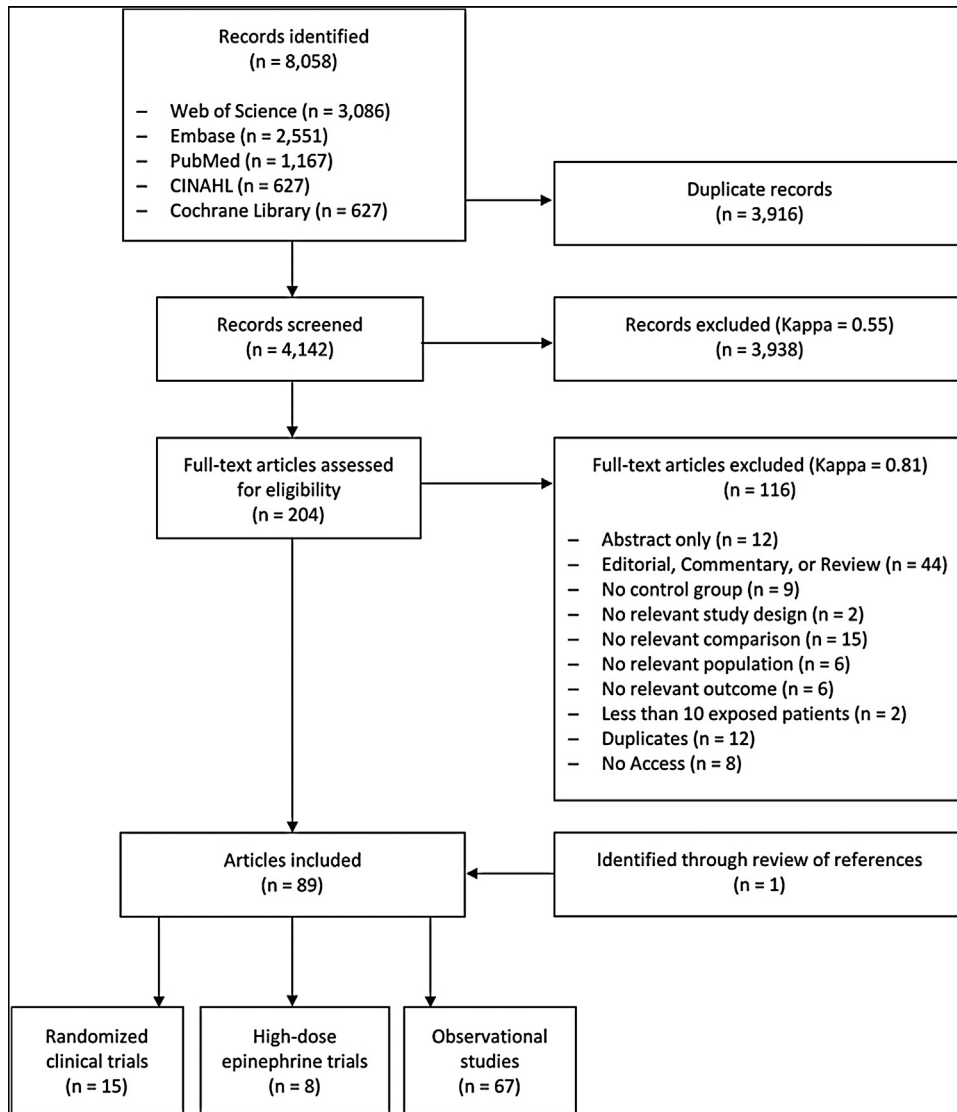 Records identified
(n = 8,058)
– Web of Science (n = 3,086)
– Embase (n = 2,551)
– PubMed (n = 1,167)
– CINAHL (n = 627)
– Cochrane Library (n = 627)
Duplicate records
(n = 3,916)
Records screened
(n = 4,142)
Records excluded (Kappa = 0.55)
(n = 3,938)
Full-text articles assessed
for eligibility
(n = 204)
Full-text articles excluded (Kappa = 0.81)
(n = 116)
– Abstract only (n = 12)
– Editorial, Commentary, or Review (n = 44)
– No control group (n = 9)
– No relevant study design (n = 2)
– No relevant comparison (n = 15)
– No relevant population (n = 6)
– No relevant outcome (n = 6)
– Less than 10 exposed patients (n = 2)
– Duplicates (n = 12)
– No Access (n = 8)
Articles included
(n = 89)
Identified through review of references
(n = 1)
Randomized
clinical trials
(n = 15)
High-dose
epinephrine trials
(n = 8)
Observational
studies
(n = 67)